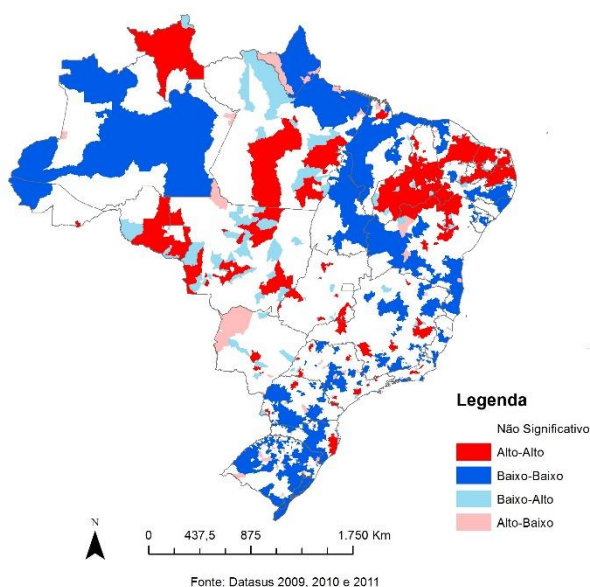 Legenda
Não Significativo
Alto-Alto
Baixo-Baixo
Baixo-Alto
Alto-Baixo
N
0 437,5 875 1.750 Km
Fonte: Datasus 2009, 2010 e 2011